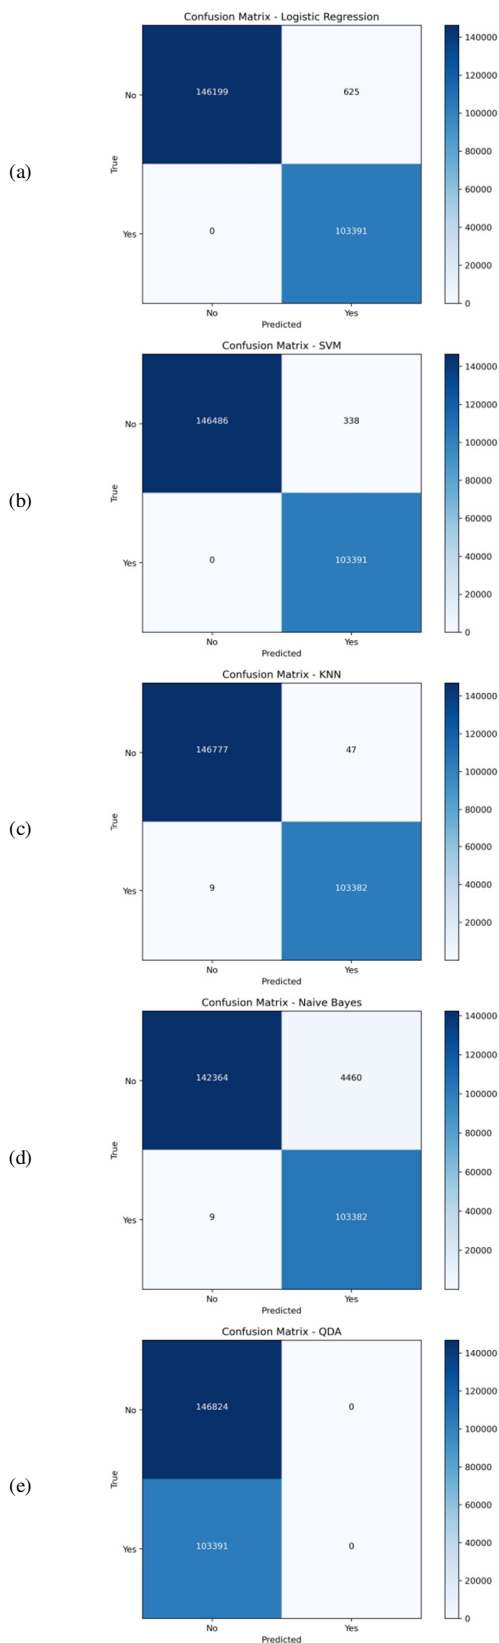 Confusion Matrix - Logistic Regression
140000
No
146199
625
120000
100000
(a)
True
80000
60000
Yes
0
103391
40000
20000
0
No
Yes
Predicted
Confusion Matrix - SVM
140000
No
146486
338
120000
100000
(b)
True
80000
60000
Yes
0
103391
40000
20000
0
No
Yes
Predicted
Confusion Matrix - KNN
140000
No
146777
47
120000
100000
(c)
True
80000
60000
Yes
9
103382
40000
20000
No
Yes
Predicted
Confusion Matrix - Naive Bayes
140000
No
142364
4460
120000
100000
(d)
True
80000
60000
Yes
9
103382
40000
20000
No
Yes
Predicted
Confusion Matrix - QDA
140000
No
146824
0
120000
100000
(e)
True
80000
60000
Yes
103391
0
40000
20000
0
No
Yes
Predicted